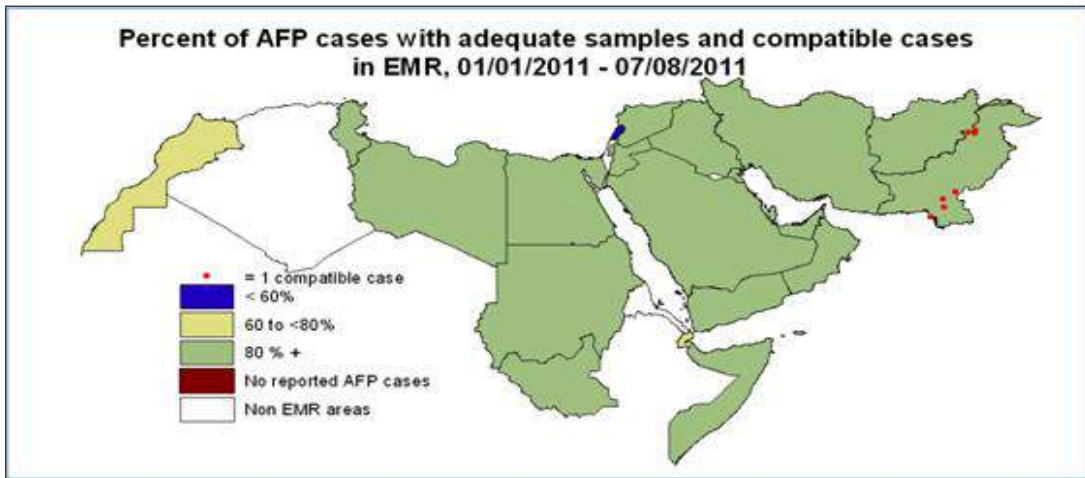 Percent of AFP cases with adequate samples and compatible cases
in EMR, 01/01/2011 - 07/08/2011
= 1 compatible case
< 60%
60 to <80%
80 % +
No reported AFP cases
Non EMR areas